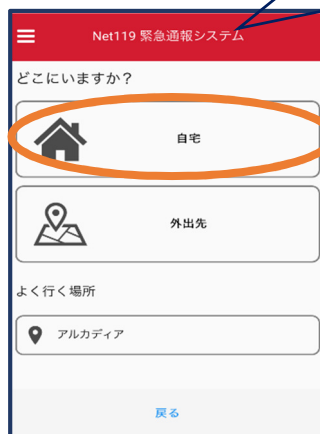 Net119 緊急通報システム
どこにいますか？
自宅
外出先
よく行く場所
アルカディア
戻る